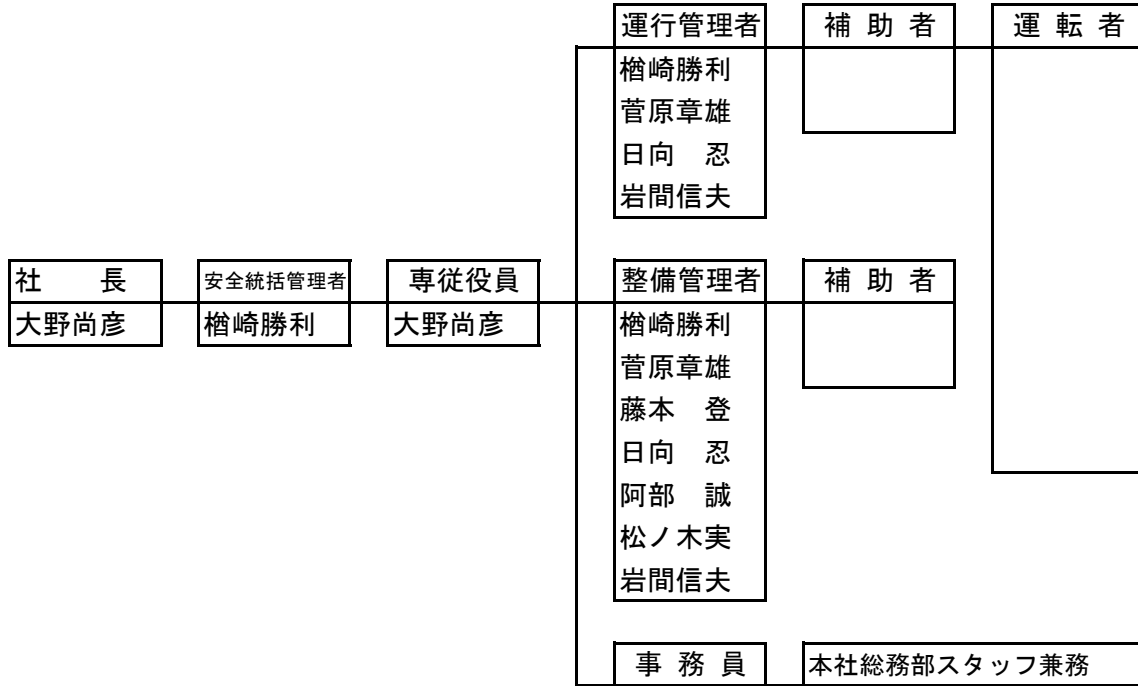 運行管理者
補 助 者
運 転 者
楢崎勝利
菅原章雄
日向　忍
岩間信夫
社　　長
安全統括管理者
専従役員
整備管理者
補 助 者
大野尚彦
楢崎勝利
大野尚彦
楢崎勝利
菅原章雄
藤本　登
日向　忍
阿部　誠
松ノ木実
岩間信夫
事 務 員
本社総務部スタッフ兼務